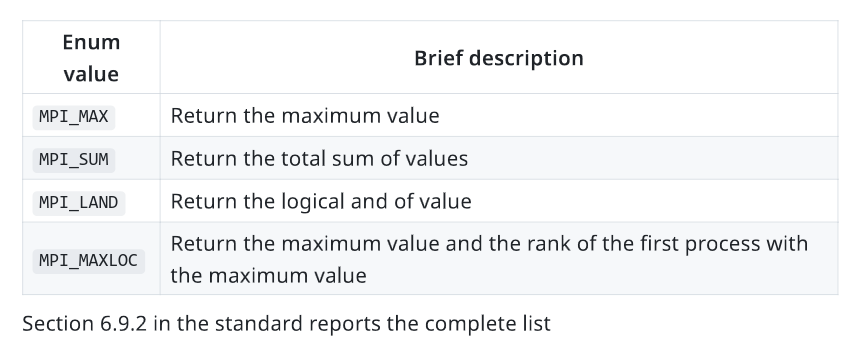 Enum
value
Brief description
MPI_MAX
Return the maximum value
MPI_SUM
Return the total sum of values
MPI_LAND
Return the logical and of value
MPI_MAXLOC
Return the maximum value and the rank of the first process with
the maximum value
Section 6.9.2 in the standard reports the complete list